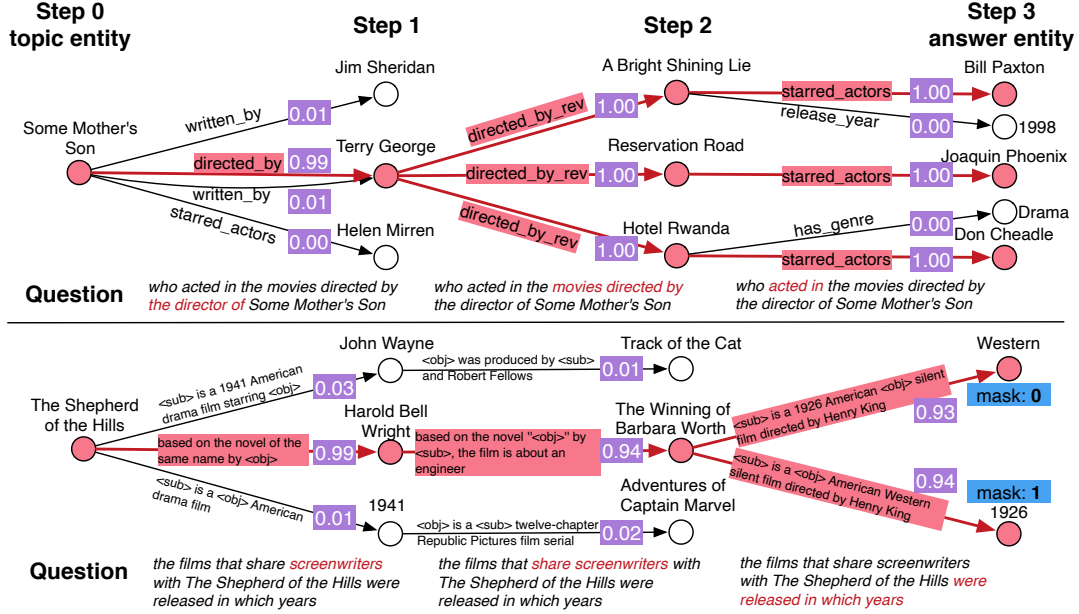 Step 0
topic entity
Step 1
Step 2
Step 3
answer entity
Jim Sheridan
A Bright Shining Lie
Bill Paxton
written_by
0.01
directed_by_rev
1.00
starred_actors
1.00
release_year
0.00
1998
Some Mother's
Son
directed_by
0.99
Terry George
Reservation Road
Joaquin Phoenix
directed_by_rev
1.00
starred_actors
1.00
written_by
0.01
starred_actors
0.00
Helen Mirren
directed_by_rev
1.00
Hotel Rwanda
has_genre
0.00
Drama
Don Cheadle
starred_actors
1.00
Question
who acted in the movies directed by
the director of Some Mother's Son
who acted in the movies directed by
the director of Some Mother's Son
who acted in the movies directed by
the director of Some Mother's Son
John Wayne
Track of the Cat
Western
<sub> is a 1941 American
drama film starring <obj>
0.03
<obj> was produced by <sub>
and Robert Fellows
0.01
<sub> is a 1926 American <obj> silent
film directed by Henry King
0.93
mask: 0
The Shepherd
of the Hills
based on the novel of the
same name by <obj>
0.99
Harold Bell
Wright
based on the novel "<obj>" by
<sub>, the film is about an
engineer
0.94
The Winning of
Barbara Worth
<sub> is a <obj> American Western
silent film directed by Henry King
0.94
mask: 1
1926
<sub> is a <obj> American
drama film
0.01
1941
<obj> is a <sub> twelve-chapter
Republic Pictures film serial
0.02
Adventures of
Captain Marvel
Question
the films that share screenwriters
with The Shepherd of the Hills were
released in which years
the films that share screenwriters with
The Shepherd of the Hills were
released in which years
the films that share screenwriters
with The Shepherd of the Hills were
released in which years